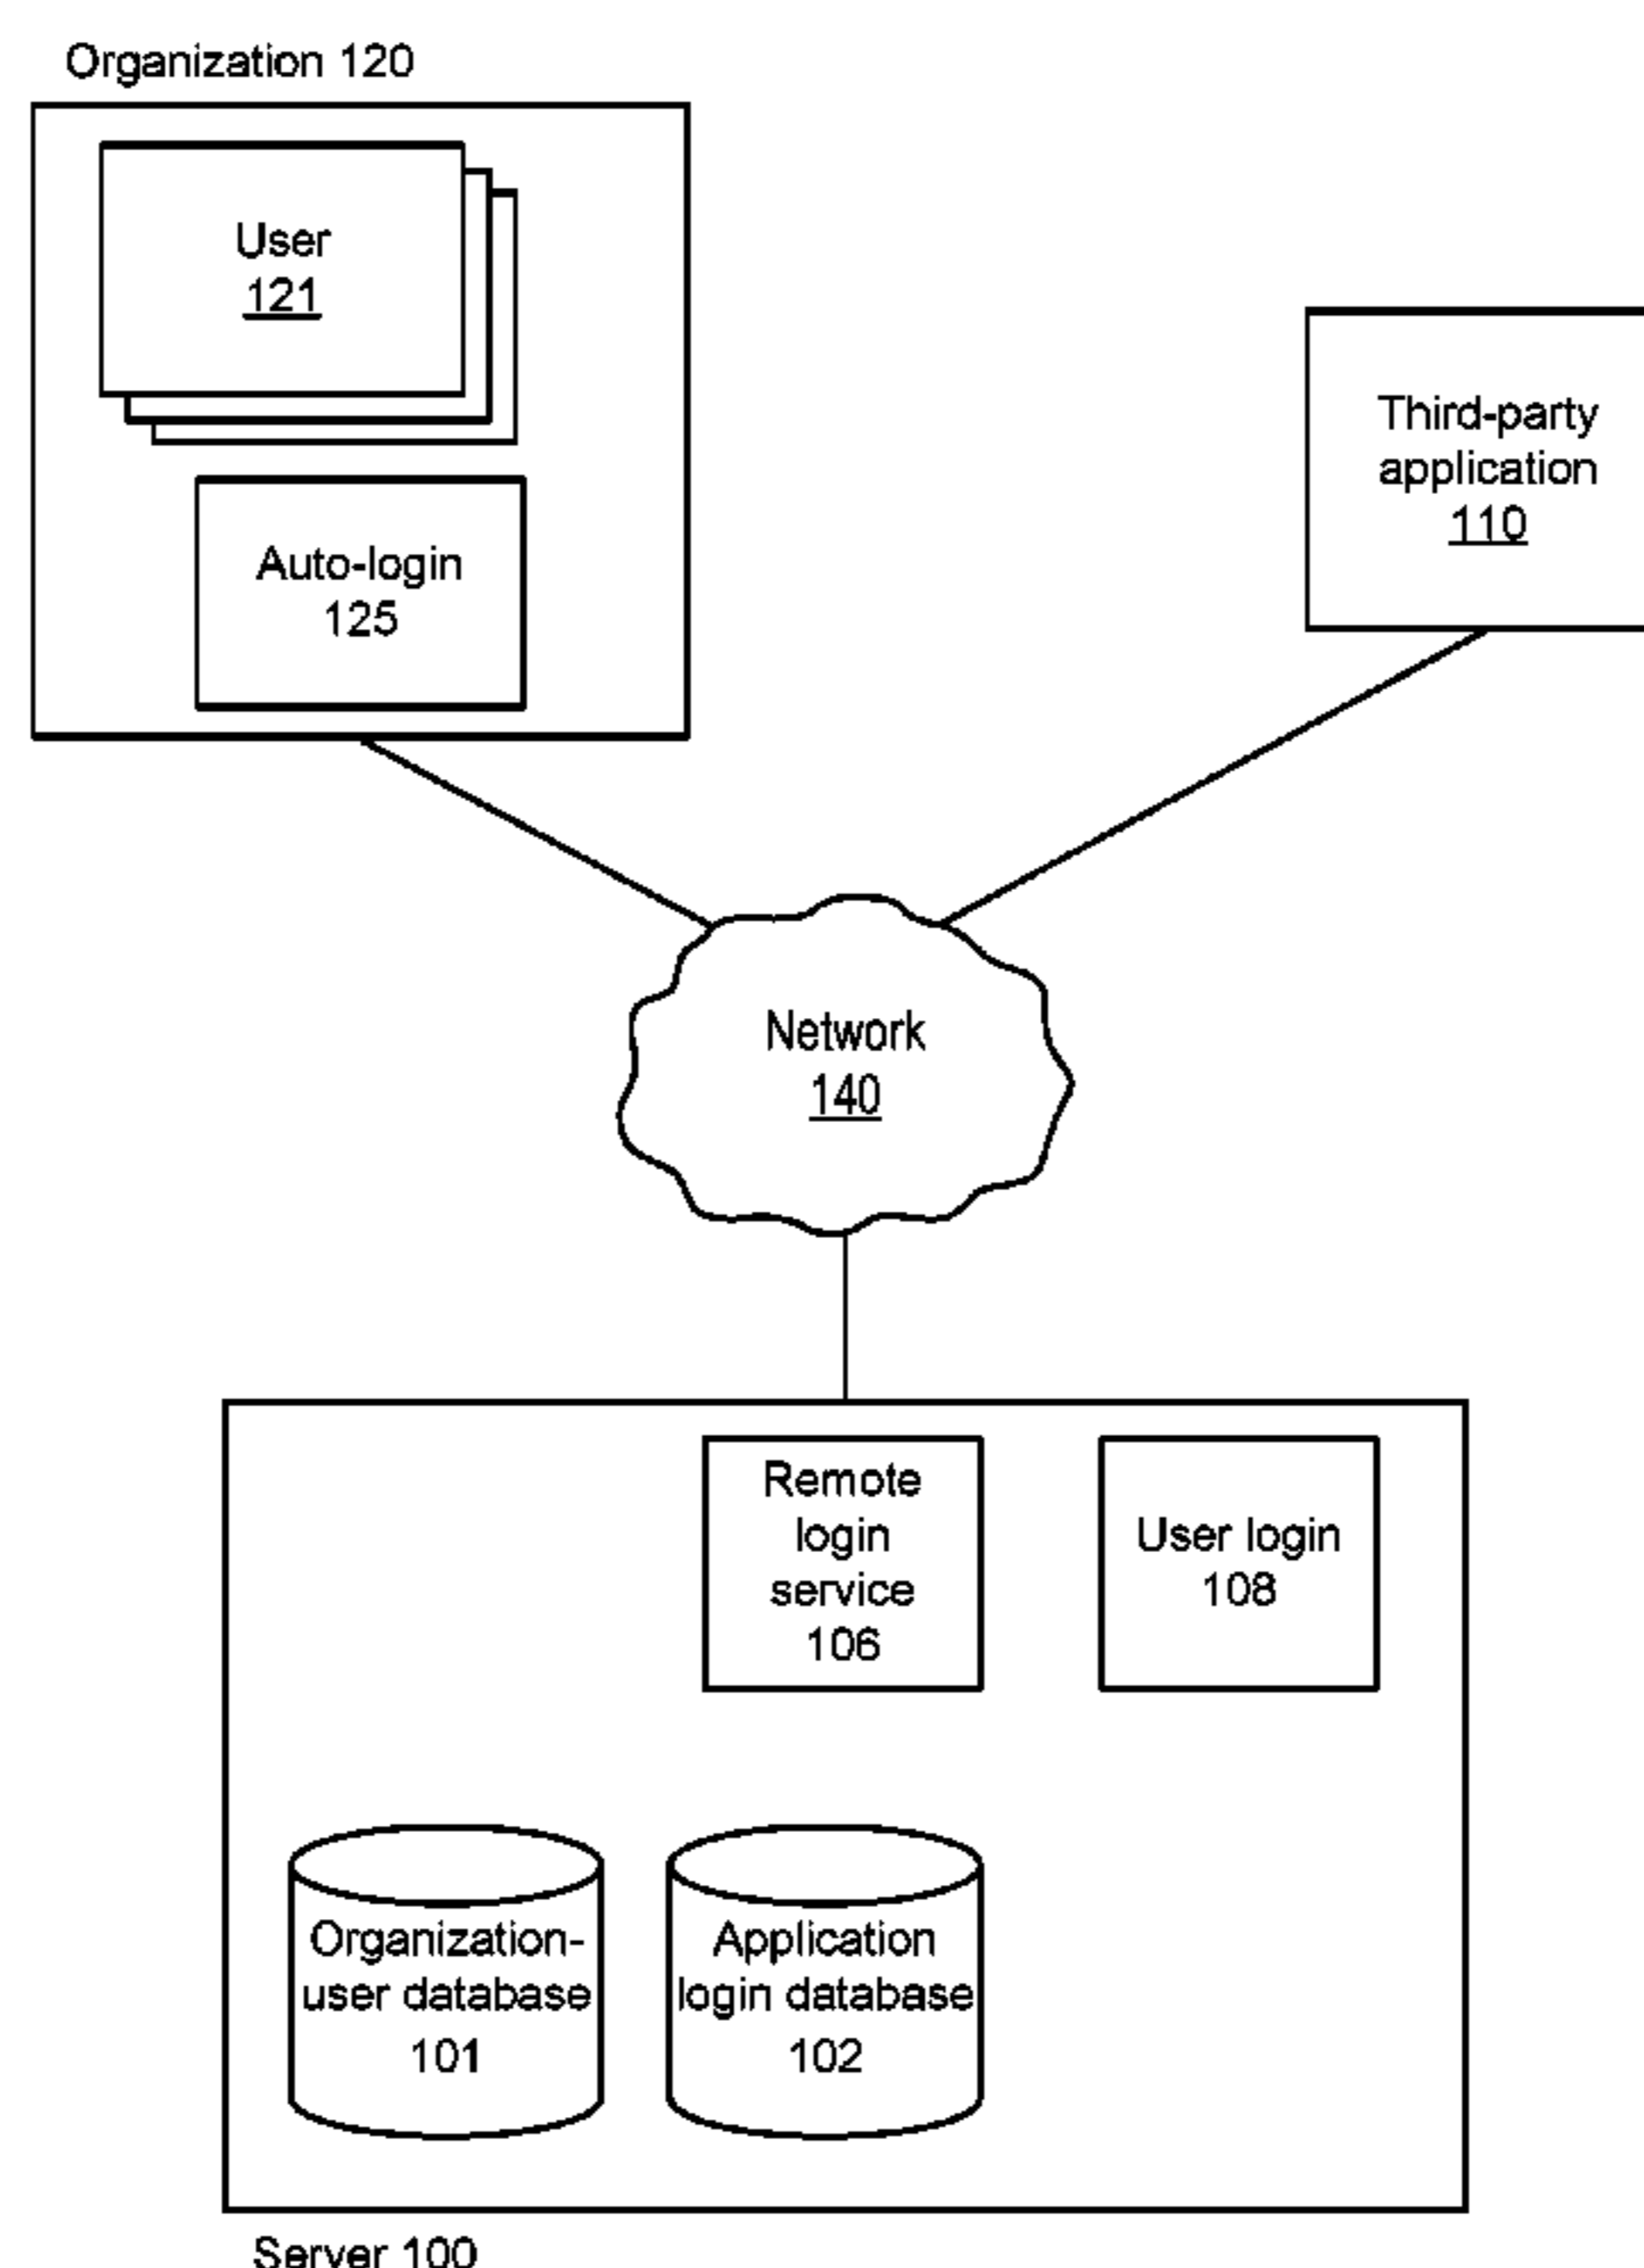 Organization 120
User
121
Auto-login
125
Third-party
application
110
Network
140
Remote
login
service
106
User login
108
Organization-
user database
101
Application
login database
102
Server 100